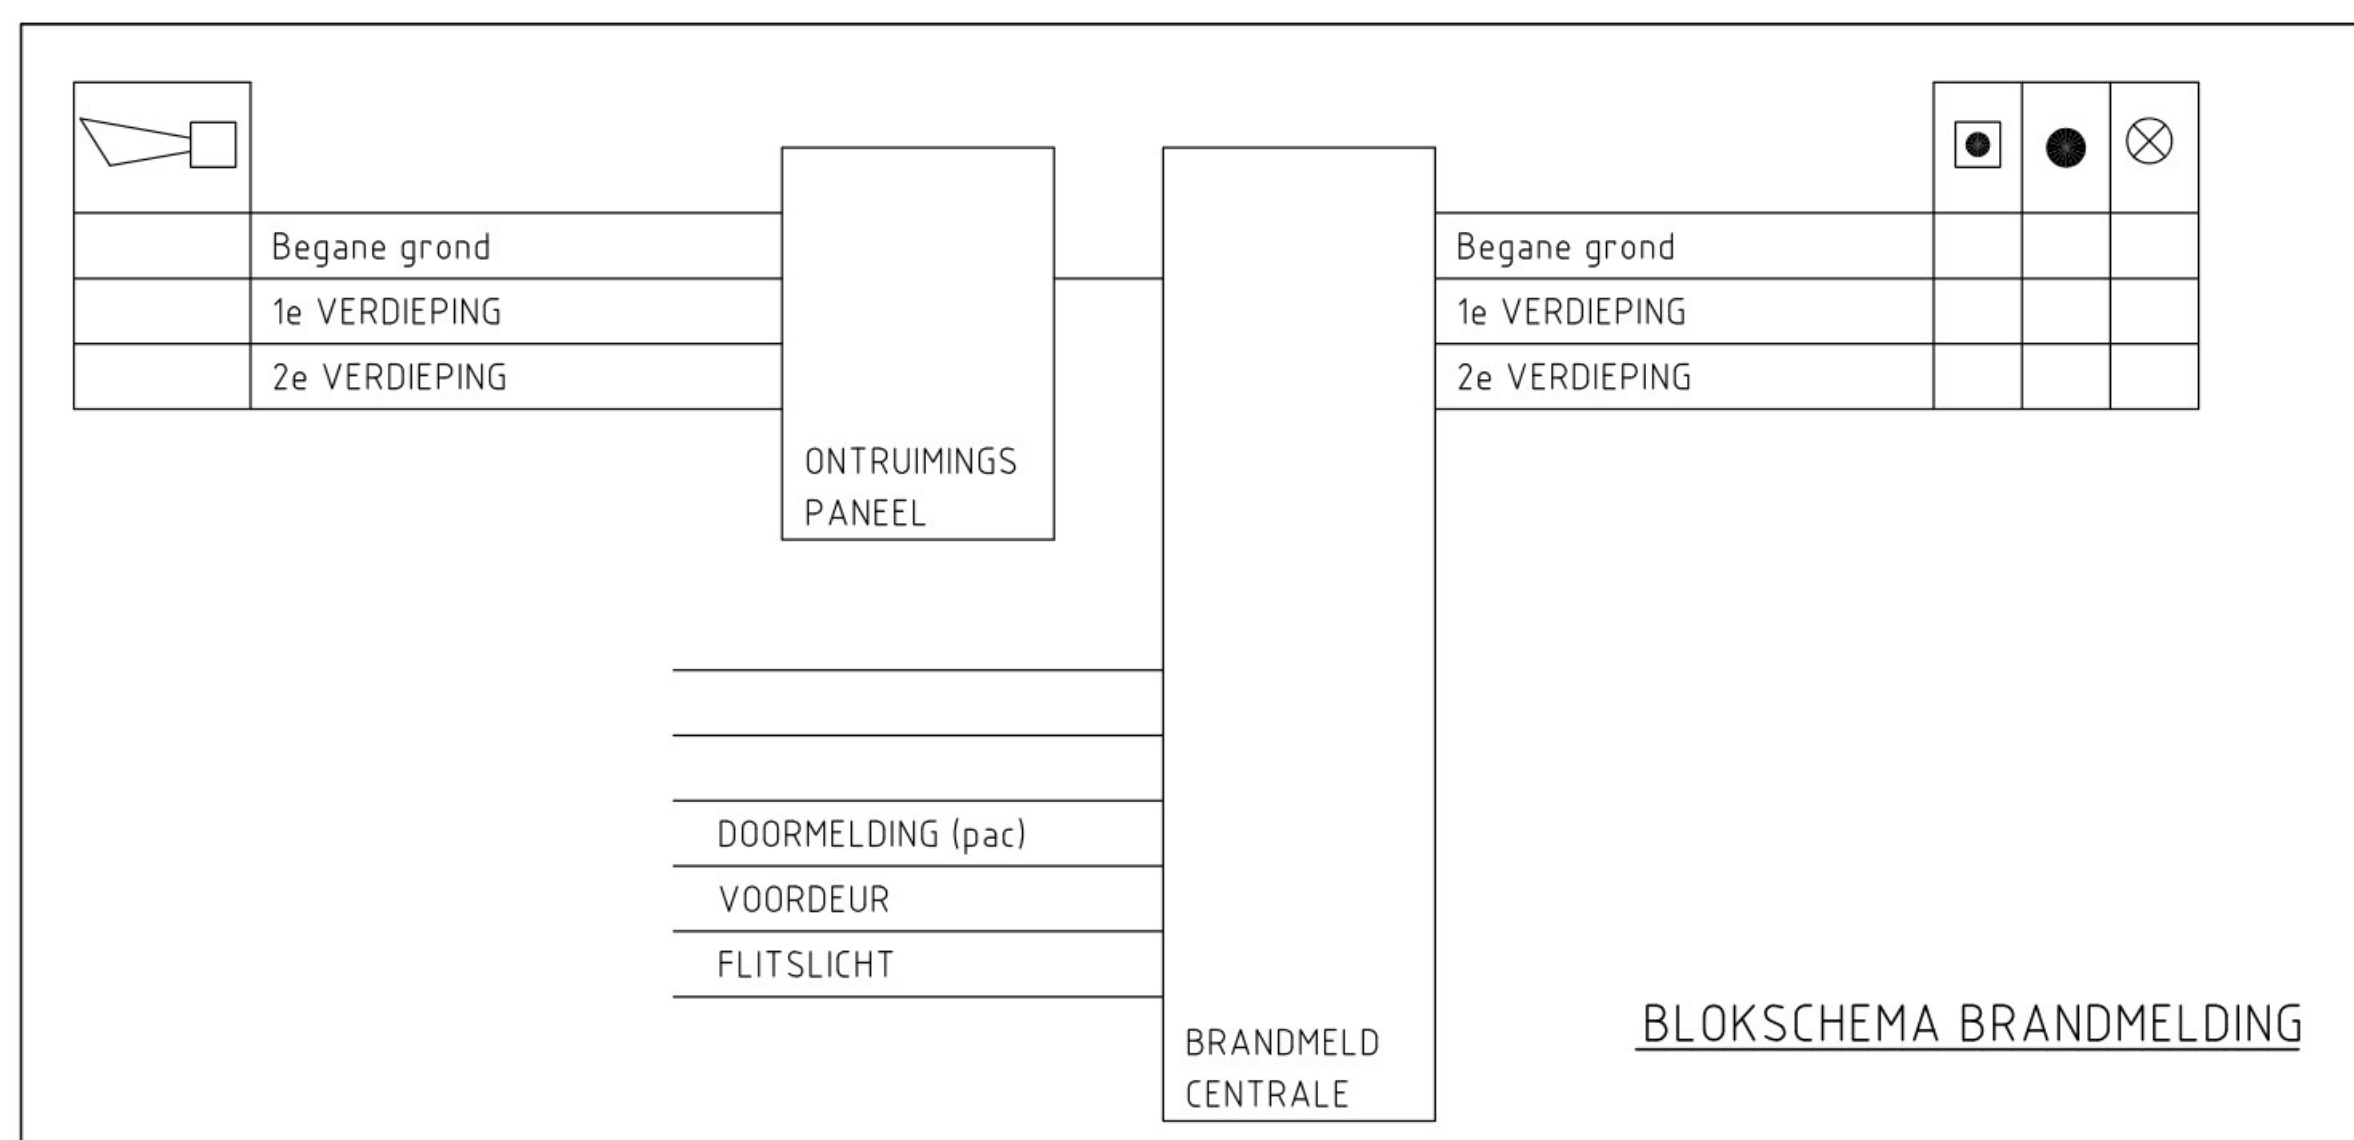 Begane grond
1e VERDIEPING
2e VERDIEPING
ONTRUIMINGS
PANEEL
Begane grond
1e VERDIEPING
2e VERDIEPING
DOORMELDING (pac)
VOORDEUR
FLITSLICHT
BRANDMELD
CENTRALE
BLOKSCHEMA BRANDMELDING